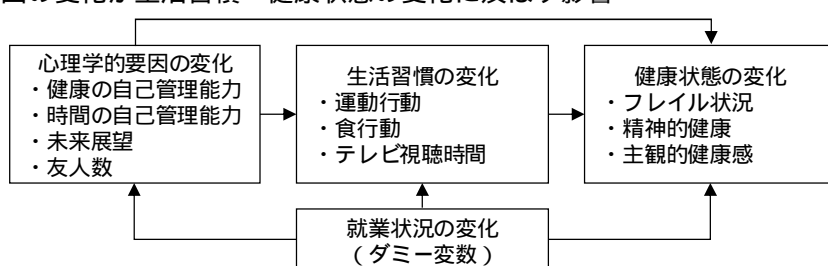 因の変化が生活習慣・健康状態の変化に及ぼす影響
心理学的要因の変化
・健康の自己管理能力
・時間の自己管理能力
・未来展望
・友人数
生活習慣の変化
・運動行動
・食行動
・テレビ視聴時間
健康状態の変化
・フレイル状況
・精神的健康
・主観的健康感
就業状況の変化
(ダミー変数)